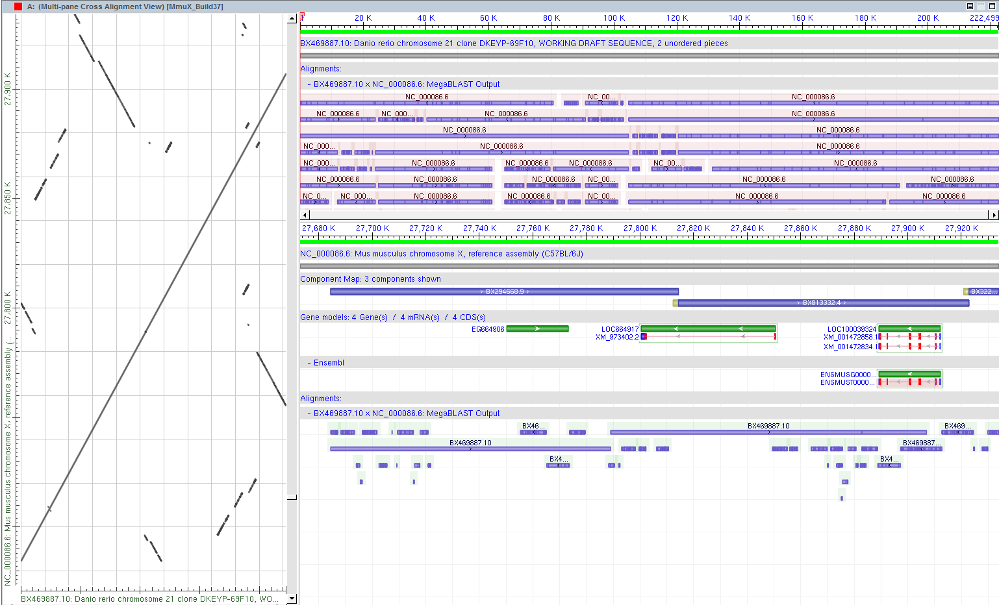 A: (Multi-pane Cross Alignment View) [MmuX_Build37]
27,900 K
27,850 K
27,800 K
NC_000086.6: Mus musculus chromosome X, reference assembly (...
BX469887.10: Danio rerio chromosome 21 clone DKEYP-69F10, WO...
1 20 K 40 K 60 K 80 K 100 K 120 K 140 K 160 K 180 K 200 K 222,499
BX469887.10: Danio rerio chromosome 21 clone DKEYP-69F10, WORKING DRAFT SEQUENCE, 2 unordered pieces
Alignments:
- BX469887.10 x NC_000086.6: MegaBLAST Output
NC_000086.6 NC_00... NC_000086.6
NC_000086.6 NC_000... NC_000086.6 NC_000086.6
NC_000086.6 NC_000086.6
NC_000... NC_000086.6 NC_000086.6
NC_000... NC_000086.6 NC_000086.6 NC_000086.6 NC_00... NC_000086.6
NC_000086.6 NC_000086.6 NC_000086.6 NC_00... NC_000086.6 NC_000086.6
NC_0... NC_000... NC_000086.6 NC_000086.6 NC_00... NC_000086.6 NC_000086.6
27,680 K 27,700 K 27,720 K 27,740 K 27,760 K 27,780 K 27,800 K 27,820 K 27,840 K 27,860 K 27,880 K 27,900 K 27,920 K
NC_000086.6: Mus musculus chromosome X, reference assembly (C57BL/6J)
Component Map: 3 components shown
BX294668.9 BX322...
BX813332.4
Gene models: 4 Gene(s) / 4 mRNA(s) / 4 CDS(s)
EG664906 LOC664917 LOC100039324
XM_973402.2 XM_001472858.1
XM_001472834.1
- Ensembl
ENSMUSG0000...
ENSMUST0000...
Alignments:
- BX469887.10 x NC_000086.6: MegaBLAST Output
BX46... BX469887.10 BX469...
BX469887.10 BX469887...
BX4... BX4...